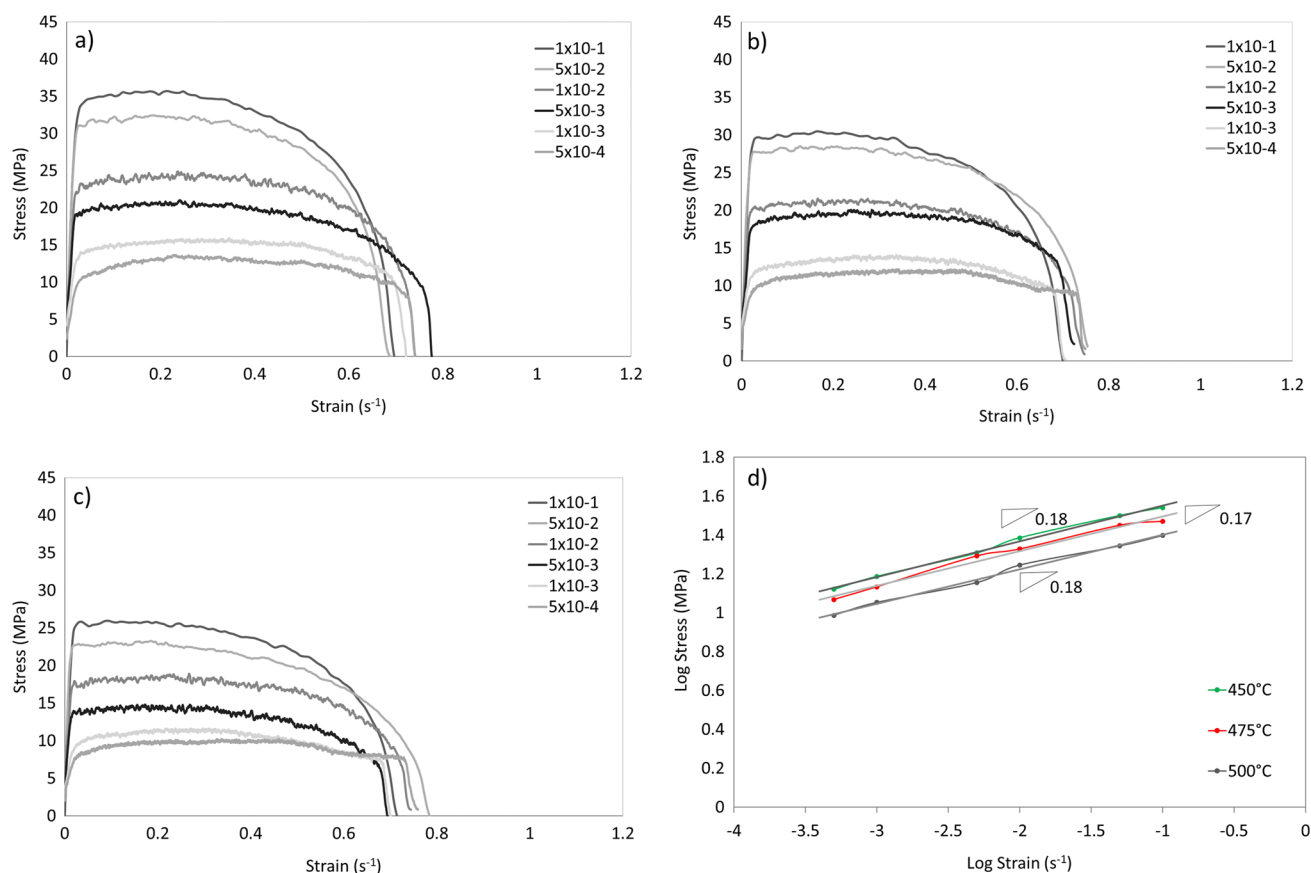 a)
45
40
35
30
25
20
15
10
5
0
Stress (MPa)
1x10-1
5x10-2
1x10-2
5x10-3
1x10-3
5x10-4
0 0.2 0.4 0.6 0.8 1 1.2
Strain (s-1)
b)
45
40
35
30
25
20
15
10
5
0
Stress (MPa)
1x10-1
5x10-2
1x10-2
5x10-3
1x10-3
5x10-4
0 0.2 0.4 0.6 0.8 1 1.2
Strain (s-1)
c)
45
40
35
30
25
20
15
10
5
0
Stress (MPa)
1x10-1
5x10-2
1x10-2
5x10-3
1x10-3
5x10-4
0 0.2 0.4 0.6 0.8 1 1.2
Strain (s-1)
d)
1.8
1.6
1.4
1.2
1
0.8
0.6
0.4
0.2
0
Log Stress (MPa)
0.18
0.17
0.18
450°C
475°C
500°C
-4 -3.5 -3 -2.5 -2 -1.5 -1 -0.5 0
Log Strain (s-1)